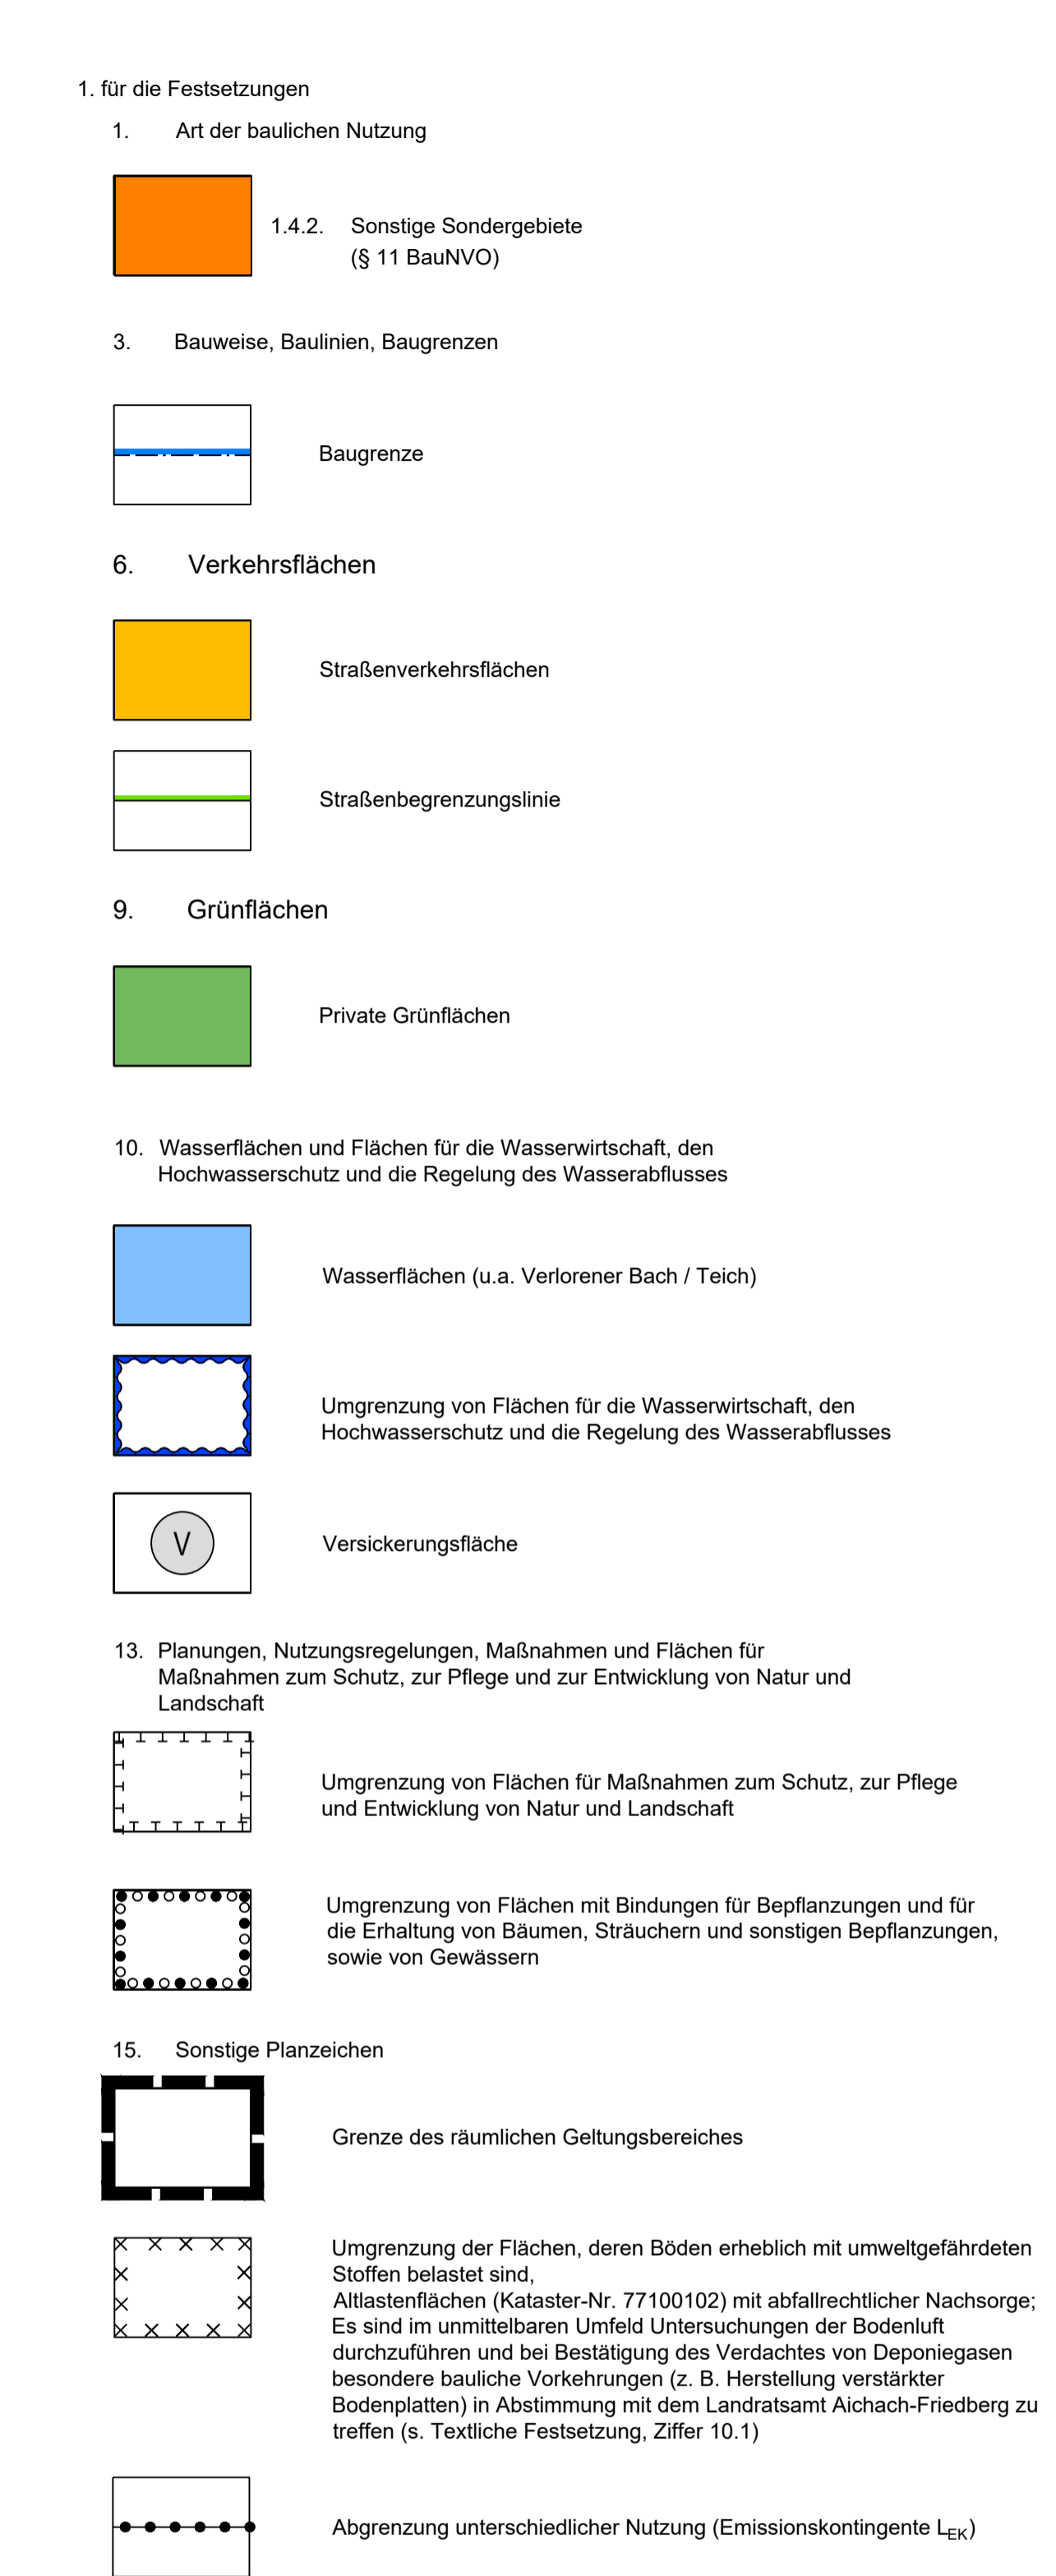 1. für die Festsetzungen
1. Art der baulichen Nutzung
1.4.2. Sonstige Sondergebiete
(§ 11 BauNVO)
3. Bauweise, Baulinien, Baugrenzen
Baugrenze
6. Verkehrsflächen
Straßenverkehrsflächen
Straßenbegrenzungslinie
9. Grünflächen
Private Grünflächen
10. Wasserflächen und Flächen für die Wasserwirtschaft, den
Hochwasserschutz und die Regelung des Wasserabflusses
Wasserflächen (u.a. Verlorener Bach / Teich)
Umgrenzung von Flächen für die Wasserwirtschaft, den
Hochwasserschutz und die Regelung des Wasserabflusses
V Versickerungsfläche
13. Planungen, Nutzungsregelungen, Maßnahmen und Flächen für
Maßnahmen zum Schutz, zur Pflege und zur Entwicklung von Natur und
Landschaft
Umgrenzung von Flächen für Maßnahmen zum Schutz, zur Pflege
und Entwicklung von Natur und Landschaft
Umgrenzung von Flächen mit Bindungen für Bepflanzungen und für
die Erhaltung von Bäumen, Sträuchern und sonstigen Bepflanzungen,
sowie von Gewässern
15. Sonstige Planzeichen
Grenze des räumlichen Geltungsbereiches
Umgrenzung der Flächen, deren Böden erheblich mit umweltgefährdeten
Stoffen belastet sind,
Altlastenflächen (Kataster-Nr. 77100102) mit abfallrechtlicher Nachsorge;
Es sind im unmittelbaren Umfeld Untersuchungen der Bodenluft
durchzuführen und bei Bestätigung des Verdachtes von Deponiegasen
besondere bauliche Vorkehrungen (z. B. Herstellung verstärkter
Bodenplatten) in Abstimmung mit dem Landratsamt Aichach-Friedberg zu
treffen (s. Textliche Festsetzung, Ziffer 10.1)
Abgrenzung unterschiedlicher Nutzung (Emissionskontingente LEK)